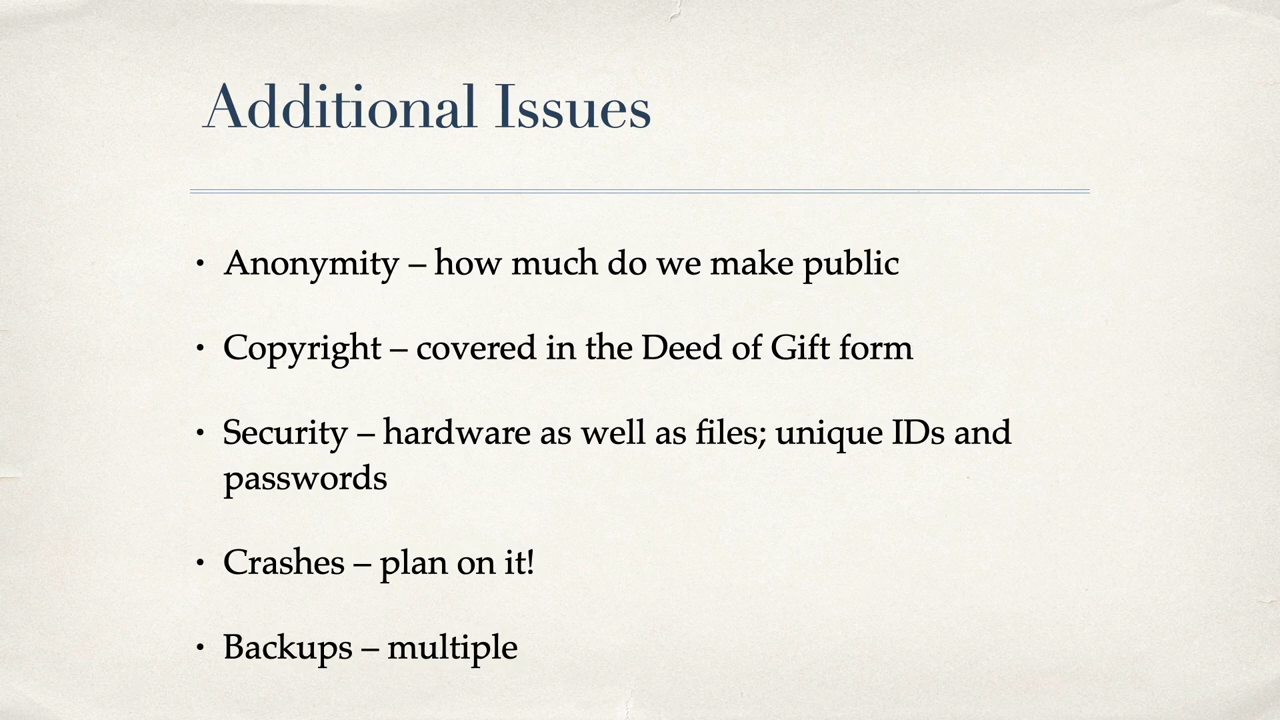 Additional Issues
• Anonymity – how much do we make public
• Copyright – covered in the Deed of Gift form
• Security – hardware as well as files; unique IDs and
passwords
• Crashes – plan on it!
• Backups – multiple